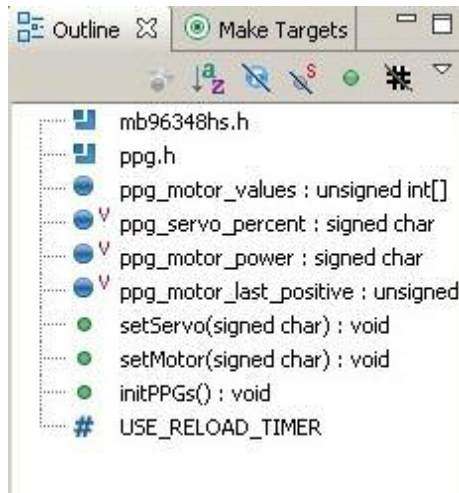 Outline Make Targets
a z S
mb96348hs.h
ppg.h
ppg_motor_values : unsigned int[]
V ppg_servo_percent : signed char
V ppg_motor_power : signed char
V ppg_motor_last_positive : unsigned
setServo(signed char) : void
setMotor(signed char) : void
initPPGs() : void
# USE_RELOAD_TIMER